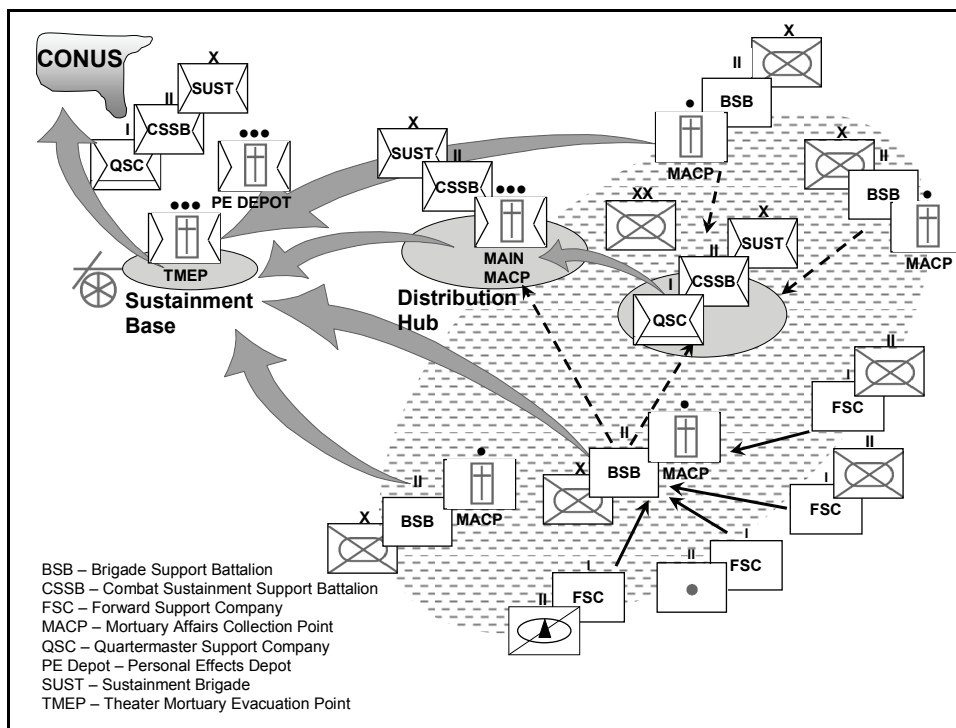 CONUS
X
SUST
II
CSSB
I
QSC
●●●
PE DEPOT
●●●
TMEP
Sustainment
Base
X
SUST
II
CSSB
●●●
MAIN
MACP
Distribution
Hub
X
II
BSB
●
MACP
X
II
BSB
●
MACP
XX
X
SUST
II
CSSB
I
QSC
II
I
FSC
II
I
FSC
I
FSC
II
I
FSC
II
II
BSB
X
●
MACP
II
BSB
X
●
MACP
BSB – Brigade Support Battalion
CSSB – Combat Sustainment Support Battalion
FSC – Forward Support Company
MACP – Mortuary Affairs Collection Point
QSC – Quartermaster Support Company
PE Depot – Personal Effects Depot
SUST – Sustainment Brigade
TMEP – Theater Mortuary Evacuation Point